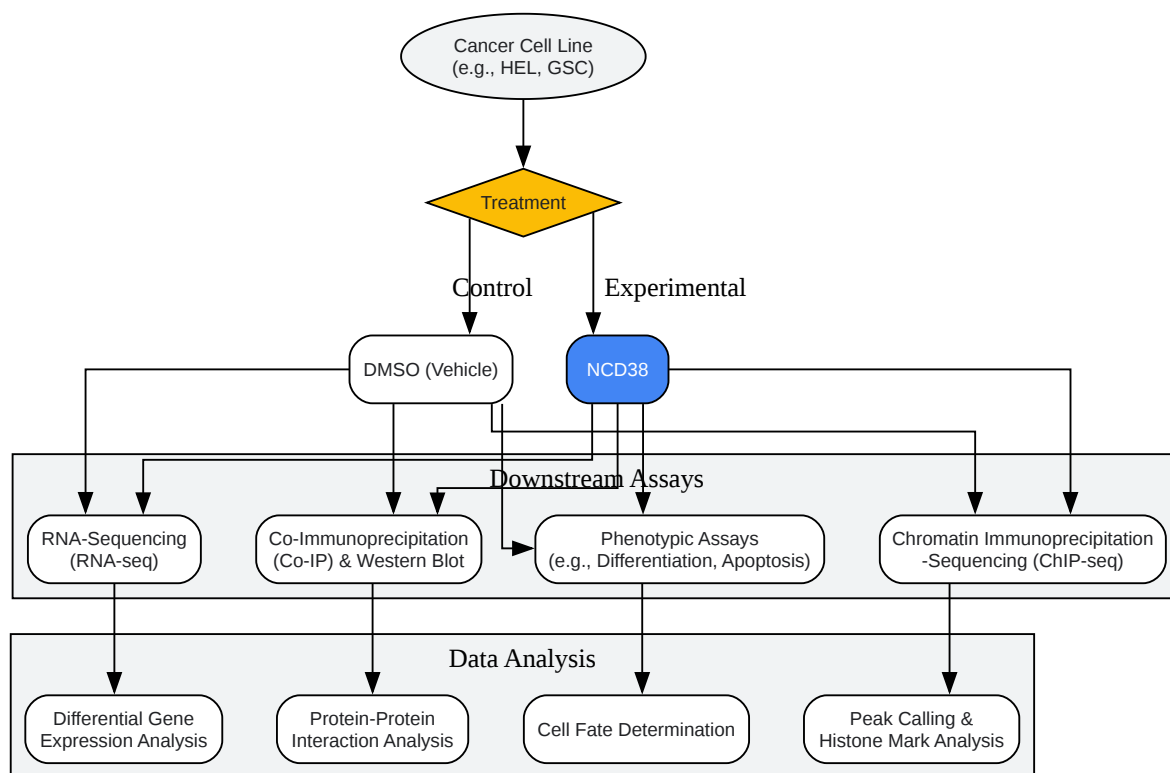 Cancer Cell Line
(e.g., HEL, GSC)
Treatment
Control
Experimental
DMSO (Vehicle)
NCD38
Downstream Assays
RNA-Sequencing
(RNA-seq)
Co-Immunoprecipitation
(Co-IP) & Western Blot
Phenotypic Assays
(e.g., Differentiation, Apoptosis)
Chromatin Immunoprecipitation
-Sequencing (ChIP-seq)
Data Analysis
Differential Gene
Expression Analysis
Protein-Protein
Interaction Analysis
Cell Fate Determination
Peak Calling &
Histone Mark Analysis